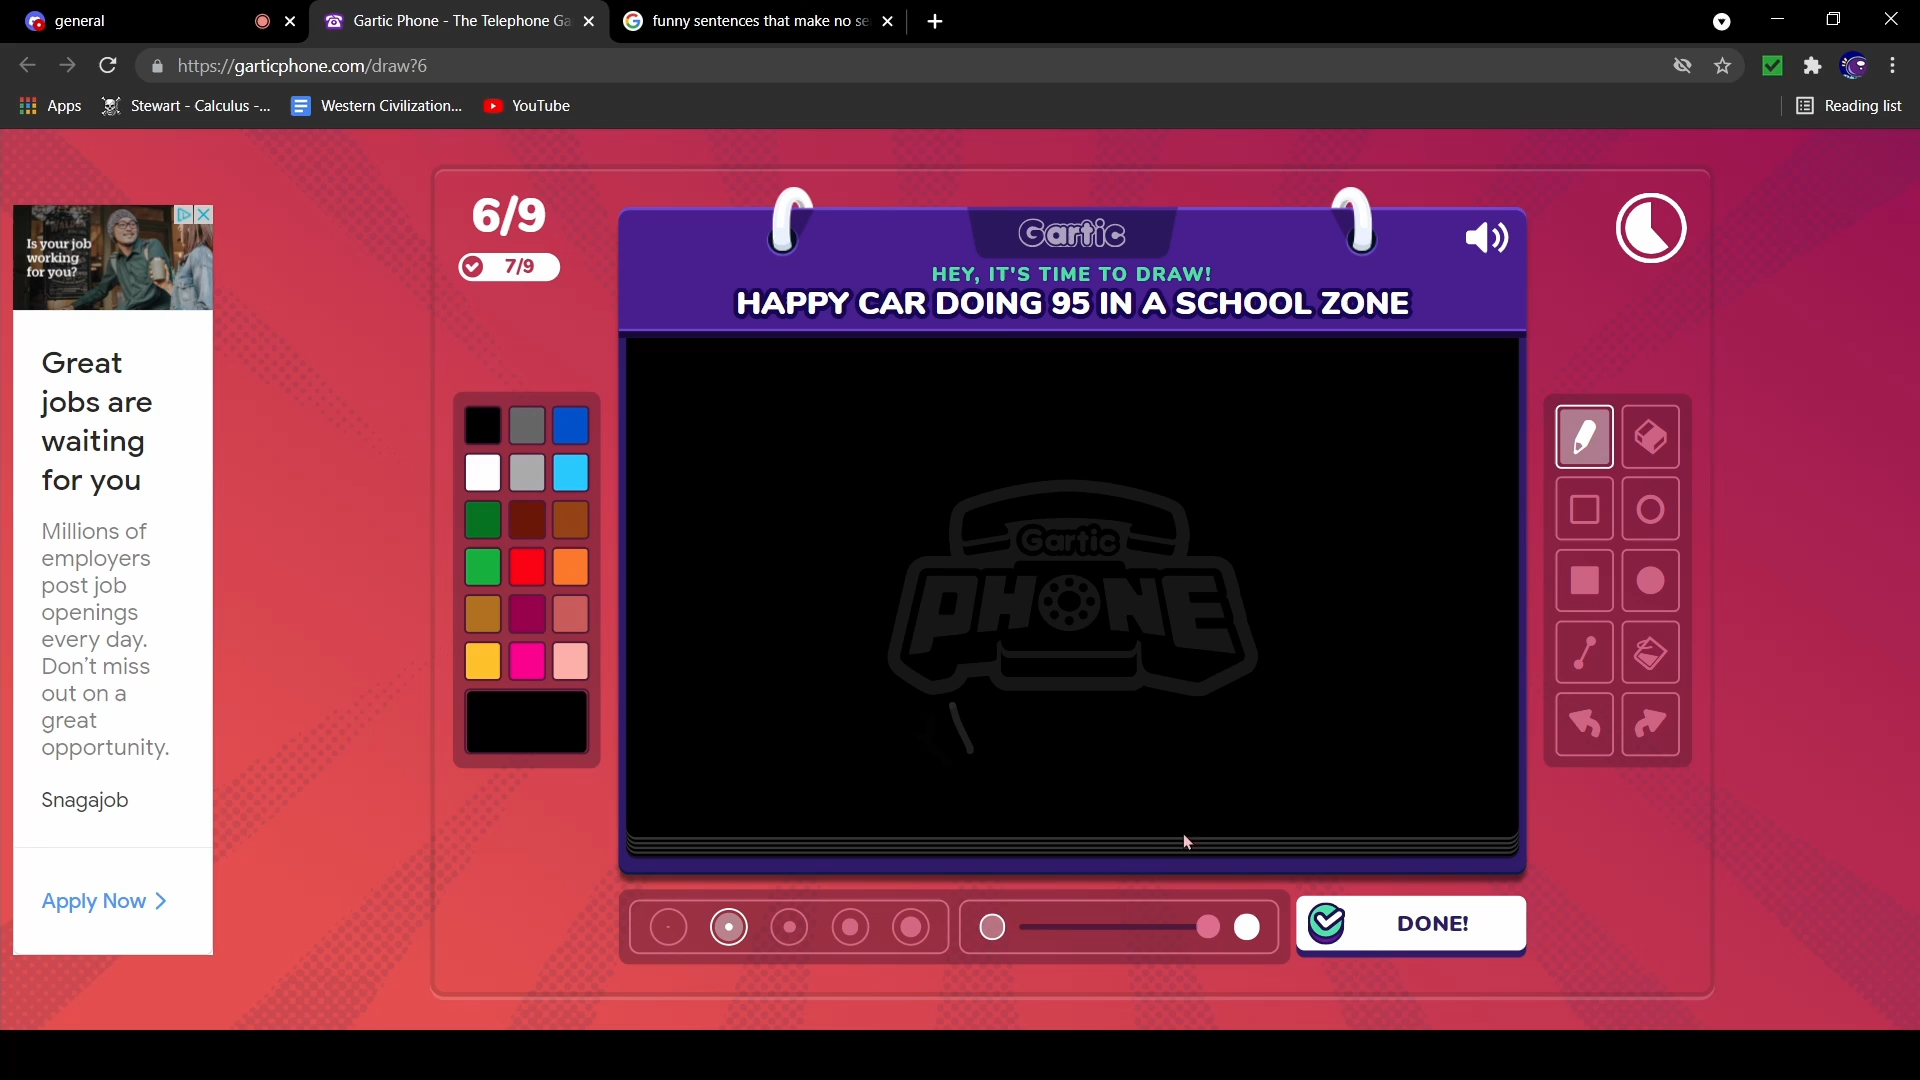 general
Gartic Phone - The Telephone Ga
funny sentences that make no se
https://garticphone.com/draw?6
Apps
Stewart - Calculus -...
Western Civilization...
YouTube
Reading list
Is your job
working
for you?
Great
jobs are
waiting
for you
Millions of
employers
post job
openings
every day.
Don't miss
out on a
great
opportunity.
Snagajob
Apply Now >
6/9
7/9
Gartic
HEY, IT'S TIME TO DRAW!
HAPPY CAR DOING 95 IN A SCHOOL ZONE
Gartic
PHONE
DONE!